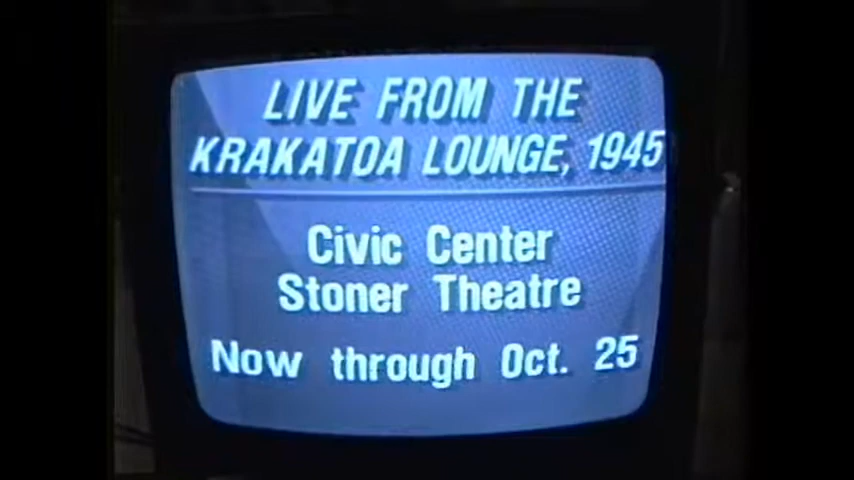 LIVE FROM THE
KRAKATOA LOUNGE, 1945
Civic Center
Stoner Theatre
Now through Oct. 25